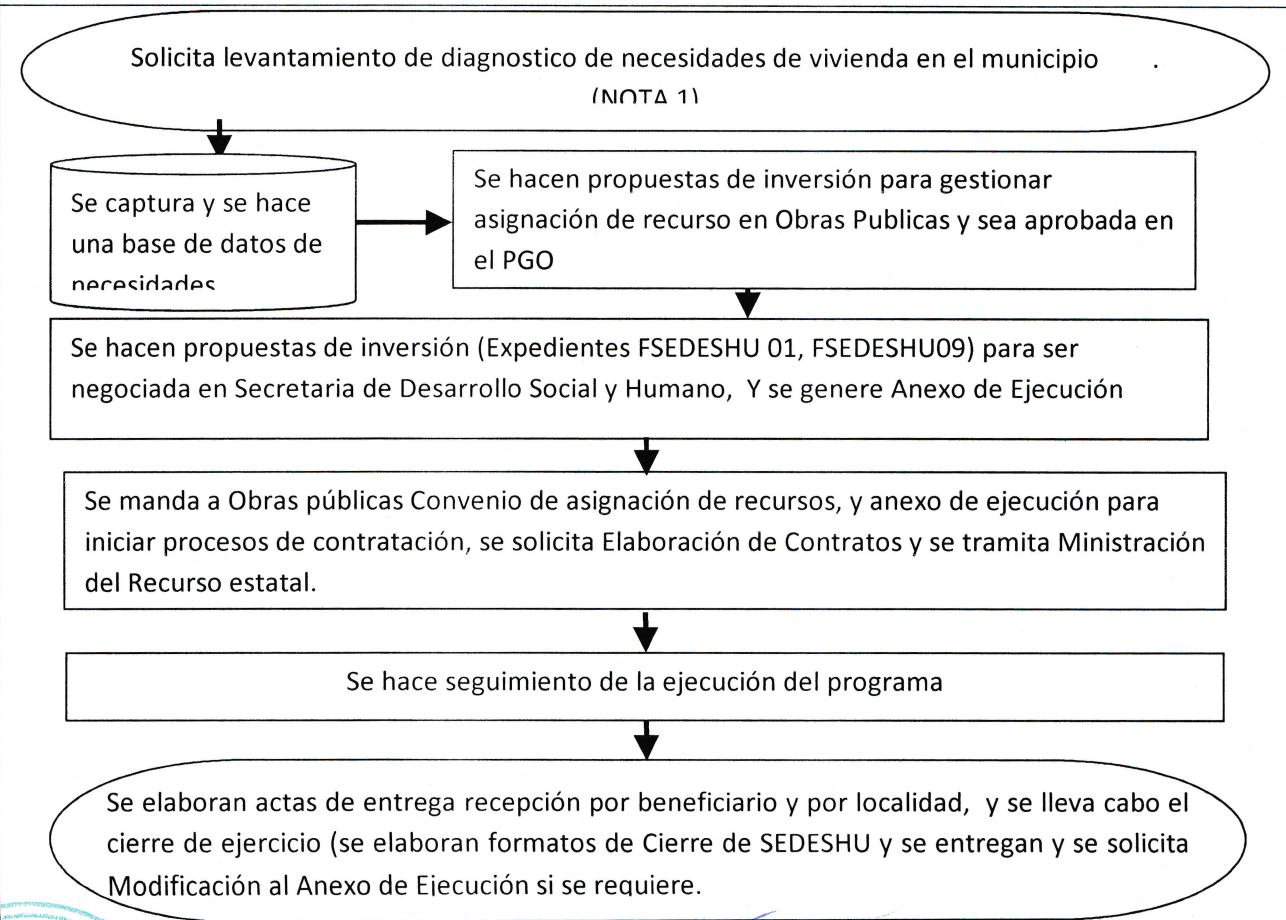 Solicita levantamiento de diagnostico de necesidades de vivienda en el municipio .
(NOTA 1)
Se captura y se hace
una base de datos de
necesidades
Se hacen propuestas de inversión para gestionar
asignación de recurso en Obras Publicas y sea aprobada en
el PGO
Se hacen propuestas de inversión (Expedientes FSEDESHU 01, FSEDESHU09) para ser
negociada en Secretaria de Desarrollo Social y Humano, Y se genere Anexo de Ejecución
Se manda a Obras públicas Convenio de asignación de recursos, y anexo de ejecución para
iniciar procesos de contratación, se solicita Elaboración de Contratos y se tramita Ministración
del Recurso estatal.
Se hace seguimiento de la ejecución del programa
Se elaboran actas de entrega recepción por beneficiario y por localidad, y se lleva cabo el
cierre de ejercicio (se elaboran formatos de Cierre de SEDESHU y se entregan y se solicita
Modificación al Anexo de Ejecución si se requiere.